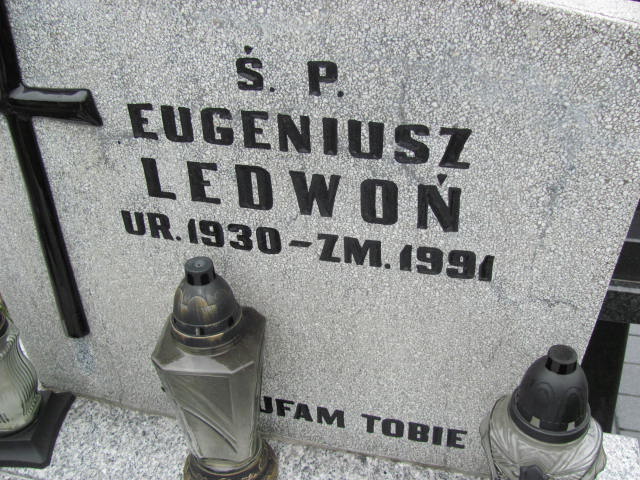 Ś. P.
EUGENIUSZ
LEDWOŃ
UR. 1930 - ZM. 1991
UFAM TOBIE